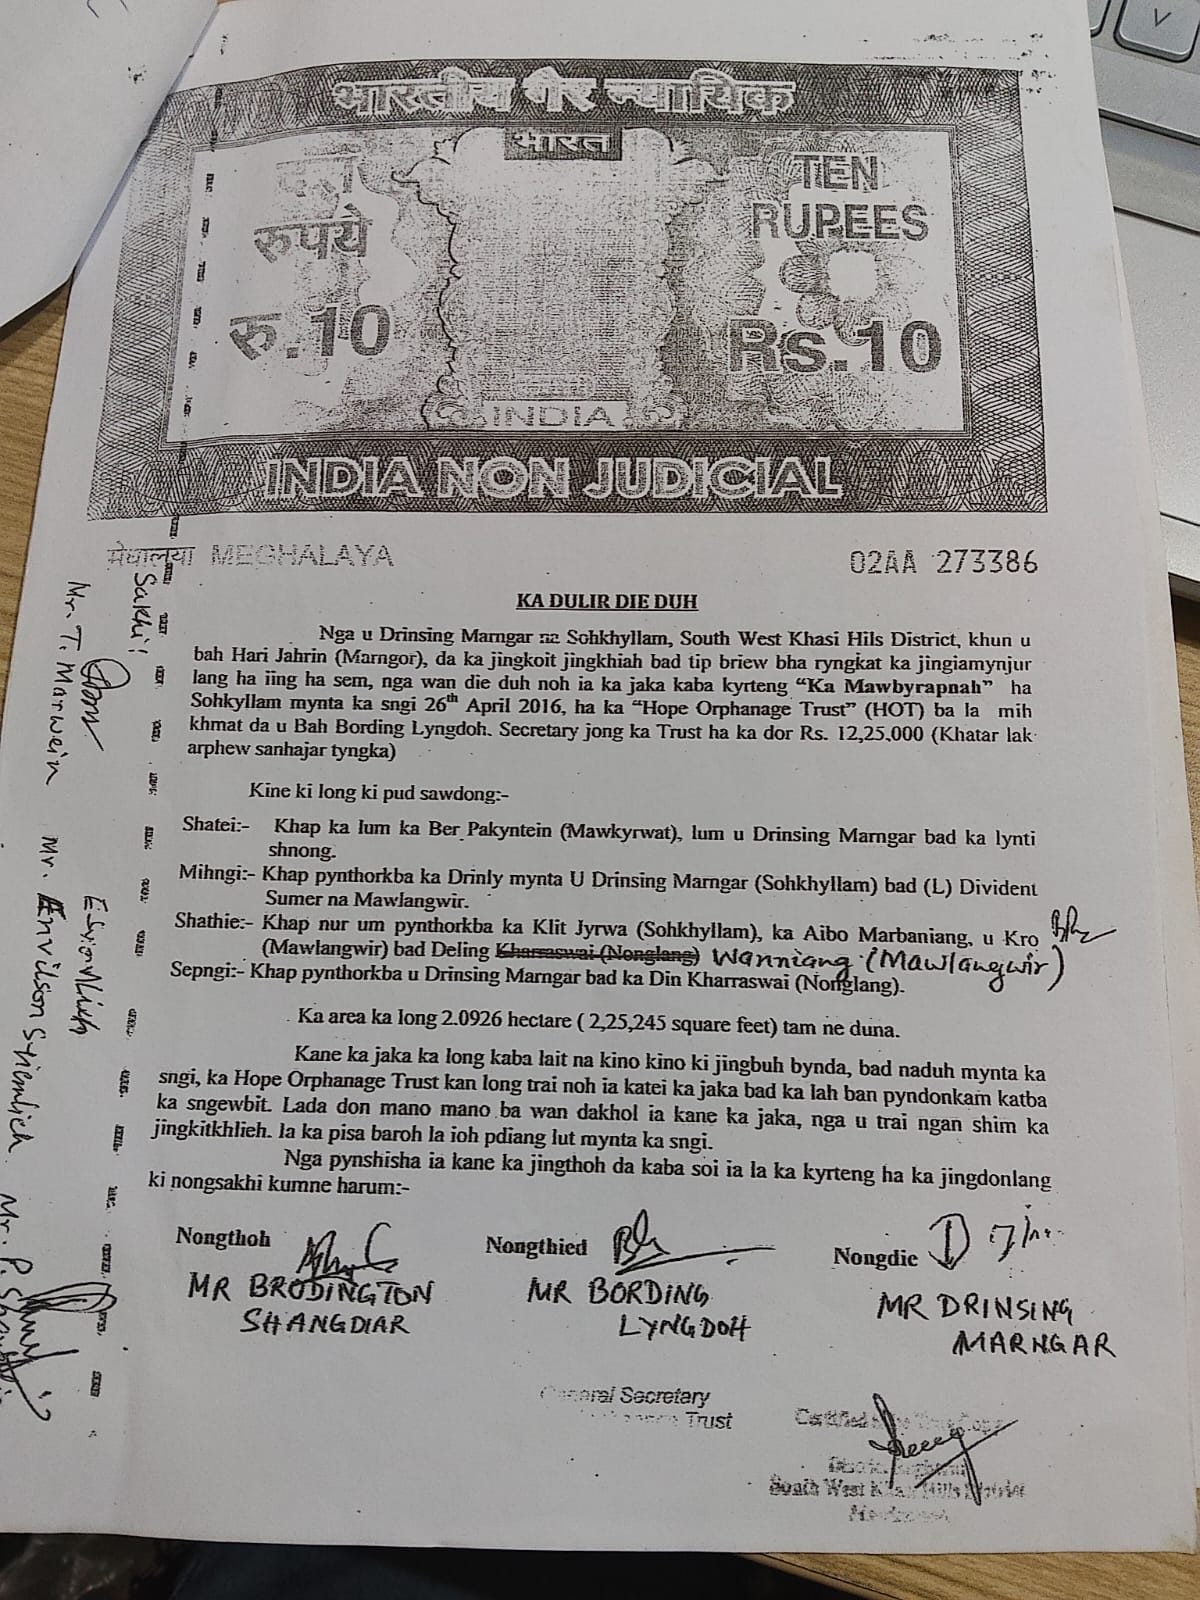 भारतीय गैर न्यायिक
भारत
दस
रुपये
रु.10
TEN
RUPEES
Rs.10
INDIA
INDIA NON JUDICIAL
मेघालया MEGHALAYA
02AA 273386
KA DULIR DIE DUH
Nga u Drinsing Marngar na Sohkhyllam, South West Khasi Hils District, khun u
bah Hari Jahrin (Marngor), da ka jingkoit jingkhiah bad tip briew bha ryngkat ka jingiamynjur
lang ha iing ha sem, nga wan die duh noh ia ka jaka kaba kyrteng “Ka Mawbyrapnah” ha
Sohkyllam mynta ka sngi 26th April 2016, ha ka “Hope Orphanage Trust” (HOT) ba la mih
khmat da u Bah Bording Lyngdoh. Secretary jong ka Trust ha ka dor Rs. 12,25,000 (Khatar lak
arphew sanhajar tyngka)
Kine ki long ki pud sawdong:-
Shatei:- Khap ka lum ka Ber Pakyntein (Mawkyrwat), lum u Drinsing Marngar bad ka lynti
shnong.
Mihngi:- Khap pynthorkba ka Drinly mynta U Drinsing Marngar (Sohkhyllam) bad (L) Divident
Sumer na Mawlangwir.
Shathie:- Khap nur um pynthorkba ka Klit Jyrwa (Sohkhyllam), ka Aibo Marbaniang, u Kro
(Mawlangwir) bad Deling Kharraswai (Nonglang) Wanniang (Mawlangwir)
Sepngi:- Khap pynthorkba u Drinsing Marngar bad ka Din Kharraswai (Nonglang).
Ka area ka long 2.0926 hectare ( 2,25,245 square feet) tam ne duna.
Kane ka jaka ka long kaba lait na kino kino ki jingbuh bynda, bad naduh mynta ka
sngi, ka Hope Orphanage Trust kan long trai noh ia katei ka jaka bad ka lah ban pyndonkam katba
ka sngewbit. Lada don mano mano ba wan dakhol ia kane ka jaka, nga u trai ngan shim ka
jingkitkhlieh. Ia ka pisa baroh la ioh pdiang lut mynta ka sngi.
Nga pynshisha ia kane ka jingthoh da kaba soi ia la ka kyrteng ha ka jingdonlang
ki nongsakhi kumne harum:-
Nongthoh
MR BRODINGTON
SHANGDIAR
Nongthied
MR BORDING
LYNGDOH
Nongdie
MR DRINSING
MARNGAR
General Secretary
Trust
Certified to be True Copy
South West Khasi Hills District
Sakhi:
Mr. T. Marwein
Mr. Envilson Shemlieh
Mr. P.